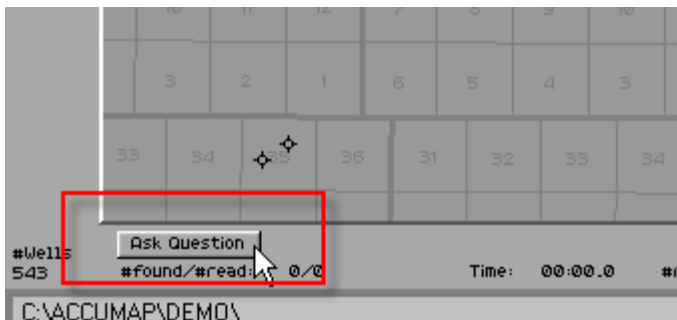 10 11 12 7 8 9 10
3 2 1 6 5 4 3
33 34 35 36 31 32 33 34
Ask Question
#Wells
543 #found/#read: 0/0 Time: 00:00.0
C:\ACCUMAP\DEMO\